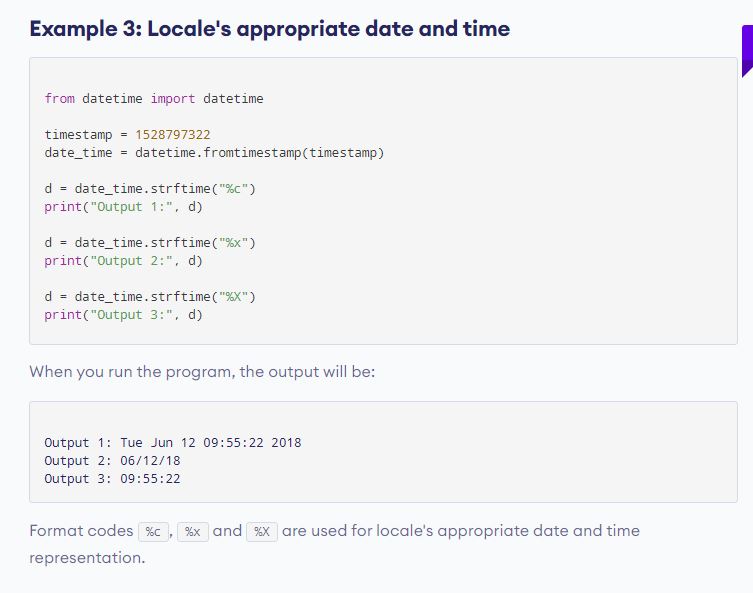 Example 3: Locale's appropriate date and time
from datetime import datetime
timestamp = 1528797322
date_time = datetime.fromtimestamp(timestamp)
d = date_time.strftime("%c")
print("Output 1:", d)
d = date_time.strftime("%x")
print("Output 2:", d)
d = date_time.strftime("%X")
print("Output 3:", d)
When you run the program, the output will be:
Output 1: Tue Jun 12 09:55:22 2018
Output 2: 06/12/18
Output 3: 09:55:22
Format codes %c, %x and %X are used for locale's appropriate date and time
representation.